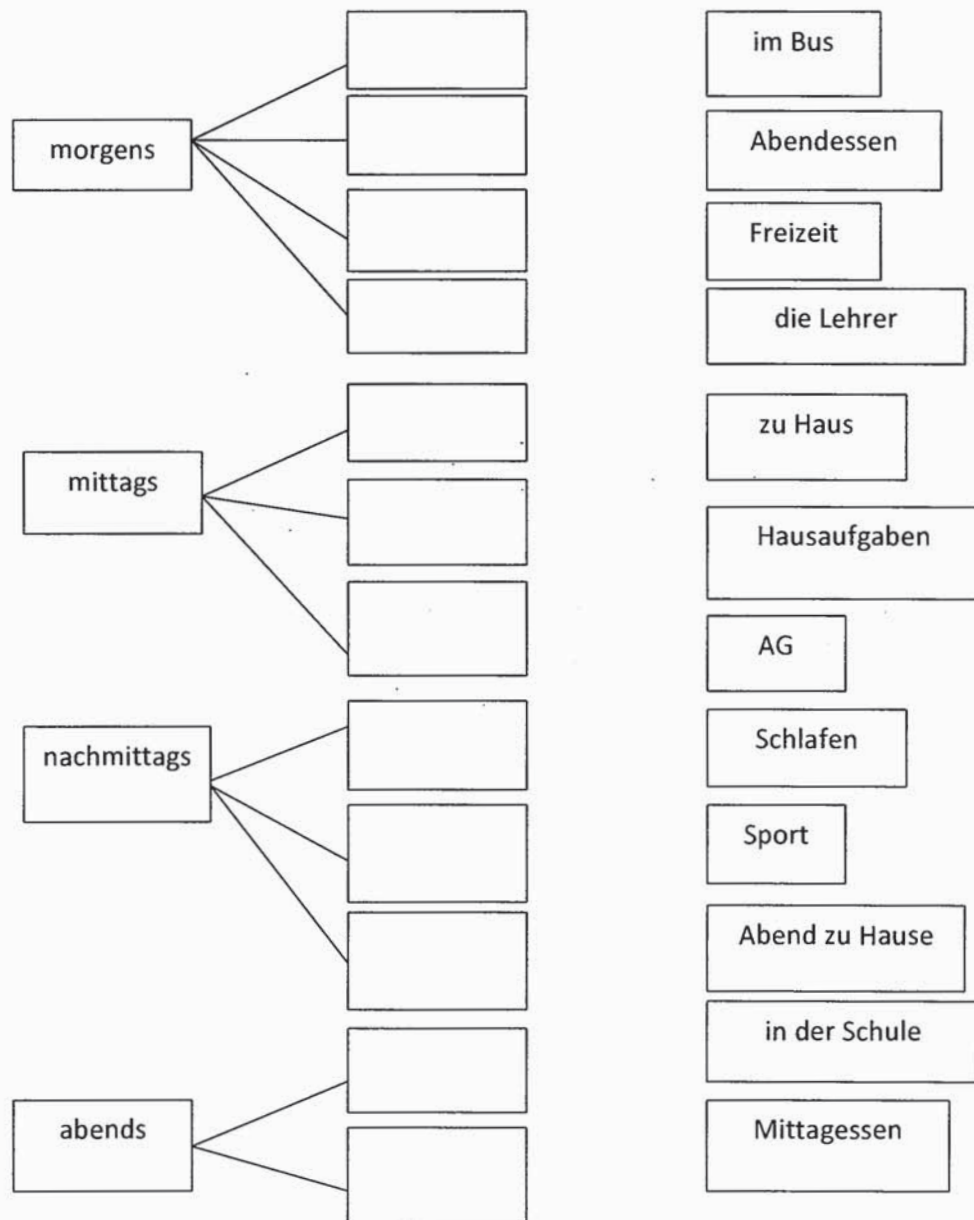 morgens
mittags
nachmittags
abends
im Bus
Abendessen
Freizeit
die Lehrer
zu Haus
Hausaufgaben
AG
Schlafen
Sport
Abend zu Hause
in der Schule
Mittagessen